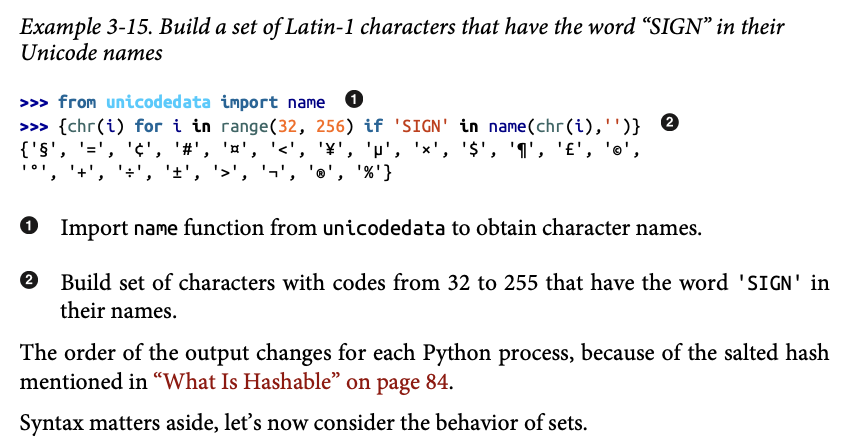 Example 3-15. Build a set of Latin-1 characters that have the word “SIGN” in their
Unicode names
>>> from unicodedata import name ❶
>>> {chr(i) for i in range(32, 256) if 'SIGN' in name(chr(i),'')} ❷
{'§', '=', '¢', '#', '¤', '<', '¥', 'µ', '×', '$', '¶', '£', '©',
'°', '+', '÷', '±', '>', '¬', '®', '%'}
❶ Import name function from unicodedata to obtain character names.
❷ Build set of characters with codes from 32 to 255 that have the word 'SIGN' in
their names.
The order of the output changes for each Python process, because of the salted hash
mentioned in “What Is Hashable” on page 84.
Syntax matters aside, let’s now consider the behavior of sets.